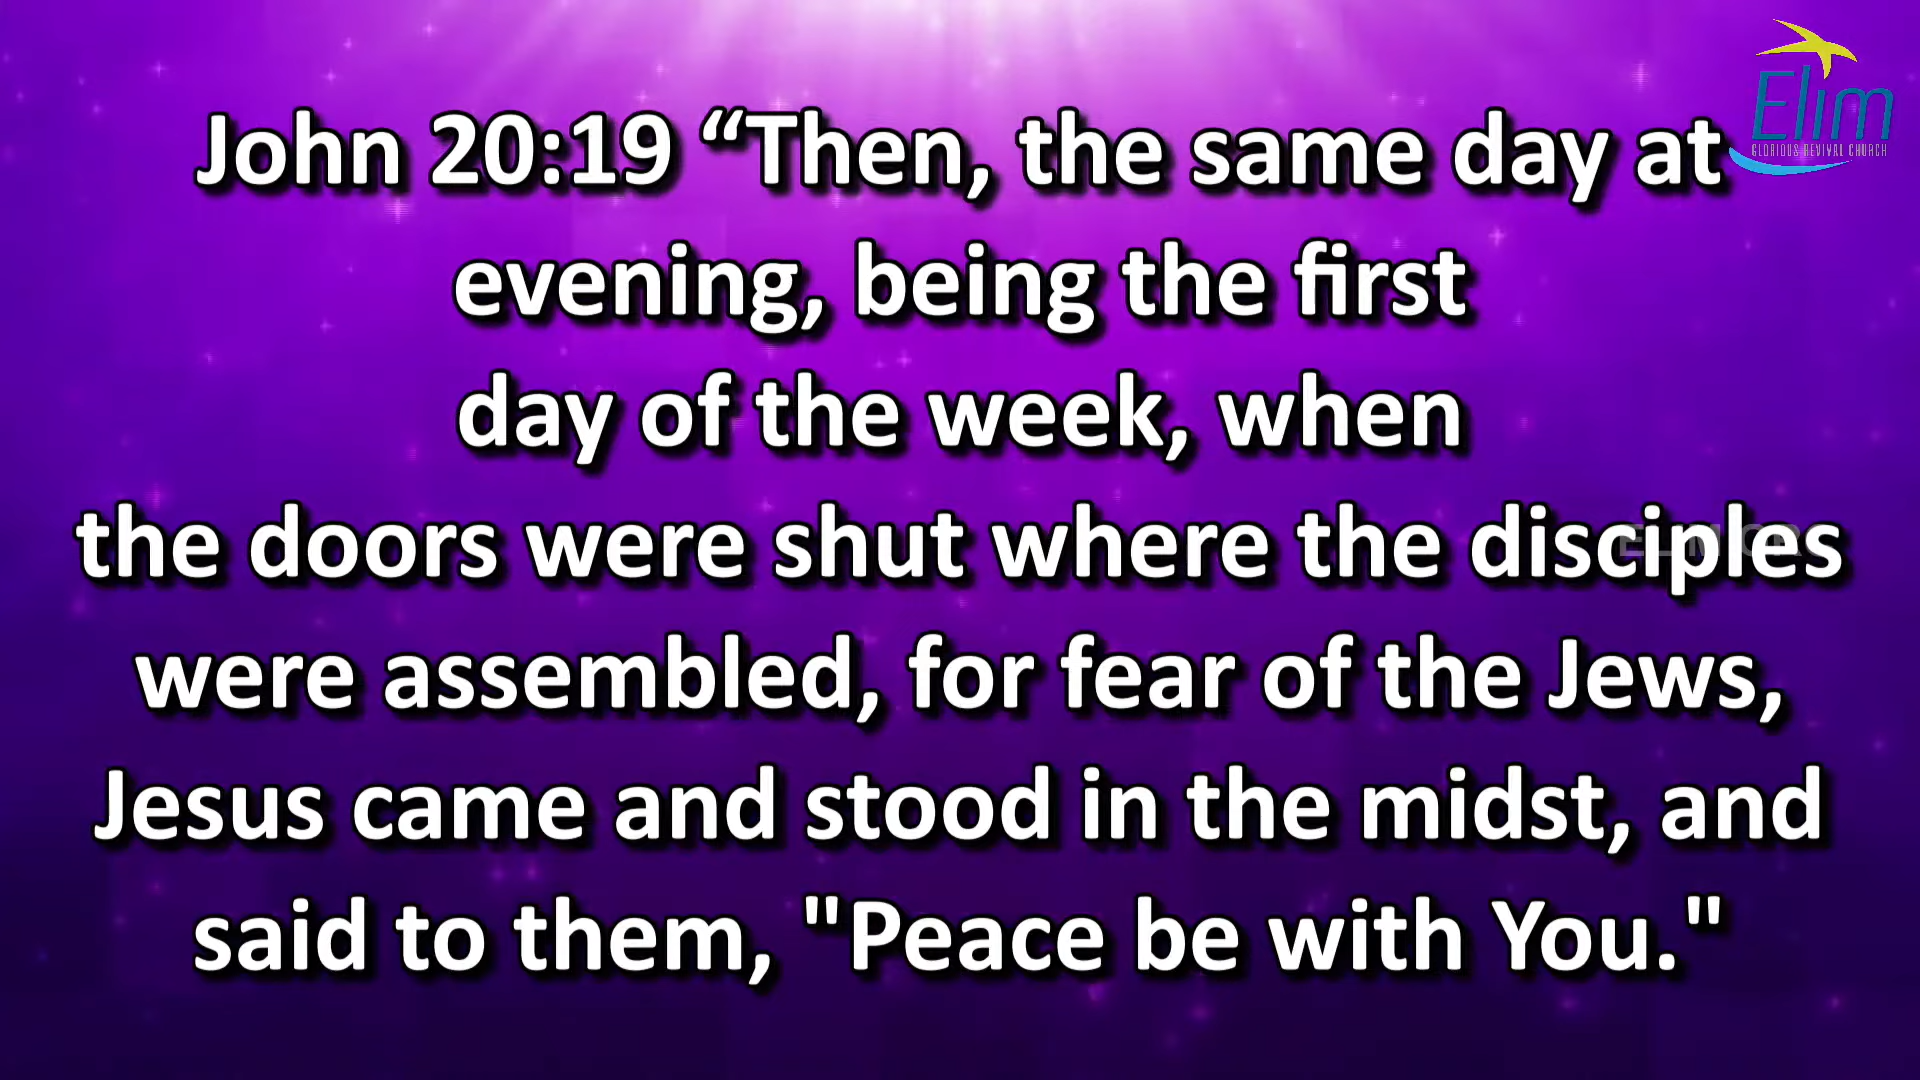 John 20:19 “Then, the same day at
evening, being the first
day of the week, when
the doors were shut where the disciples
were assembled, for fear of the Jews,
Jesus came and stood in the midst, and
said to them, "Peace be with You."
Elim
GLORIOUS REVIVAL CHURCH
ELIM.ORG